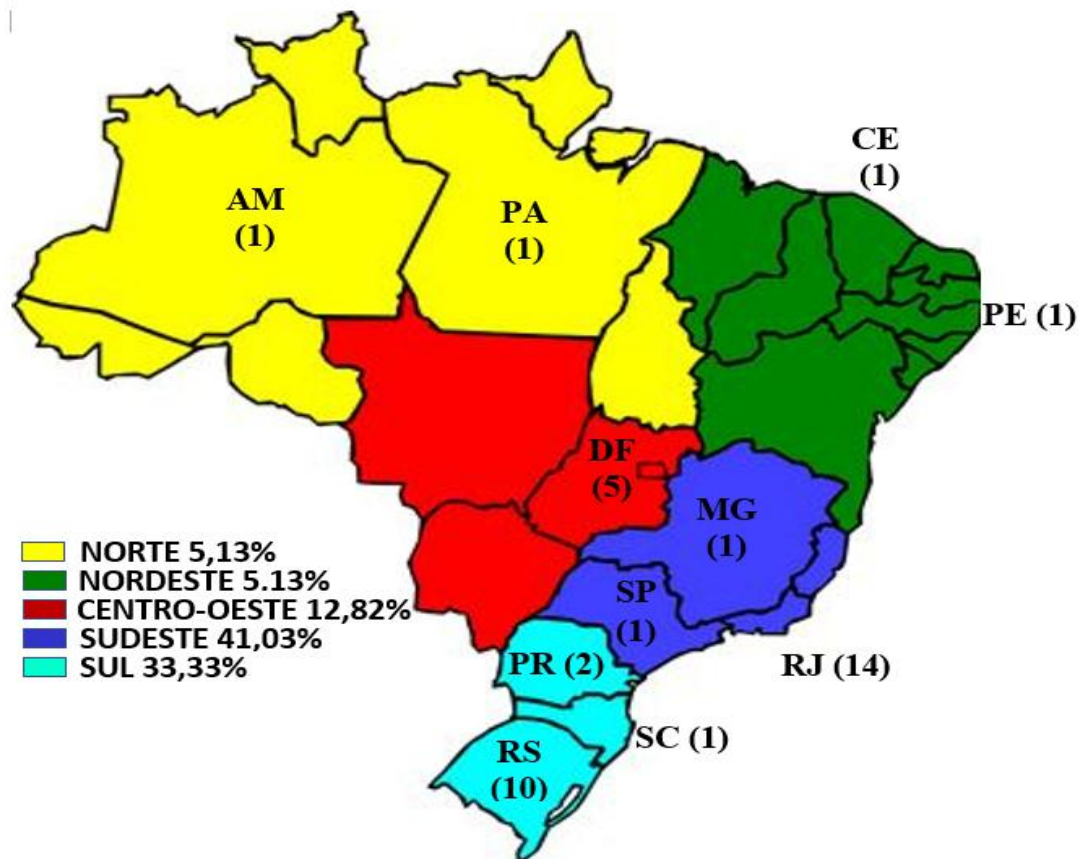 CE
(1)
AM
(1)
PA
(1)
PE (1)
DF
(5)
MG
(1)
NORTE 5,13%
NORDESTE 5.13%
CENTRO-OESTE 12,82%
SUDESTE 41,03%
SUL 33,33%
SP
(1)
PR (2)
RJ (14)
SC (1)
RS
(10)